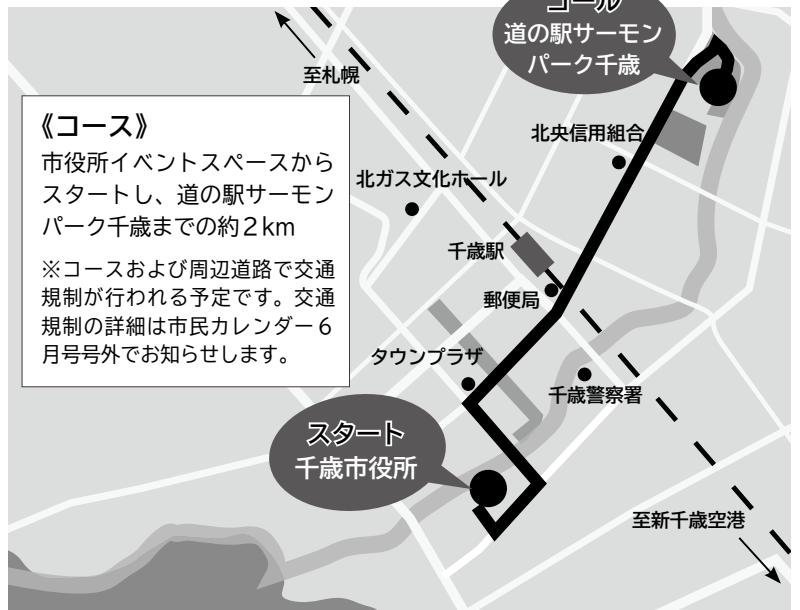 ゴール
道の駅サーモン
パーク千歳
至札幌
《コース》
市役所イベントスペースから
スタートし、道の駅サーモン
パーク千歳までの約2km
※コースおよび周辺道路で交通
規制が行われる予定です。交通
規制の詳細は市民カレンダー6
月号号外でお知らせします。
北央信用組合
北ガス文化ホール
千歳駅
郵便局
タウンプラザ
千歳警察署
スタート
千歳市役所
至新千歳空港